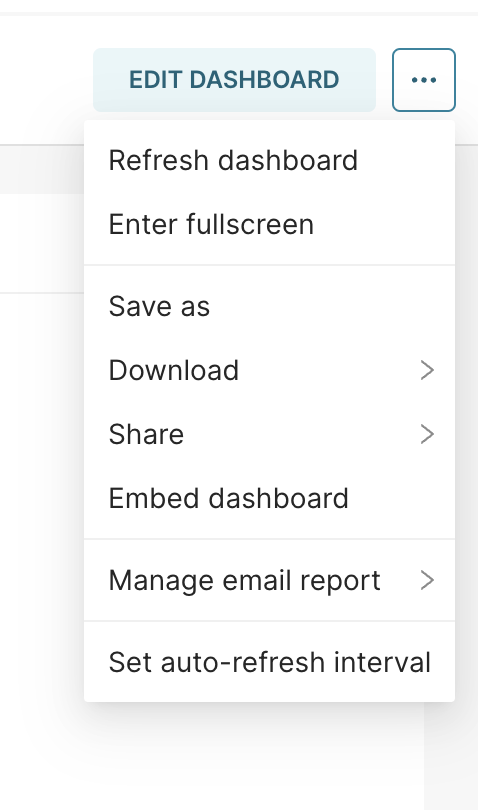 EDIT DASHBOARD
Refresh dashboard
Enter fullscreen
Save as
Download
Share
Embed dashboard
Manage email report
Set auto-refresh interval